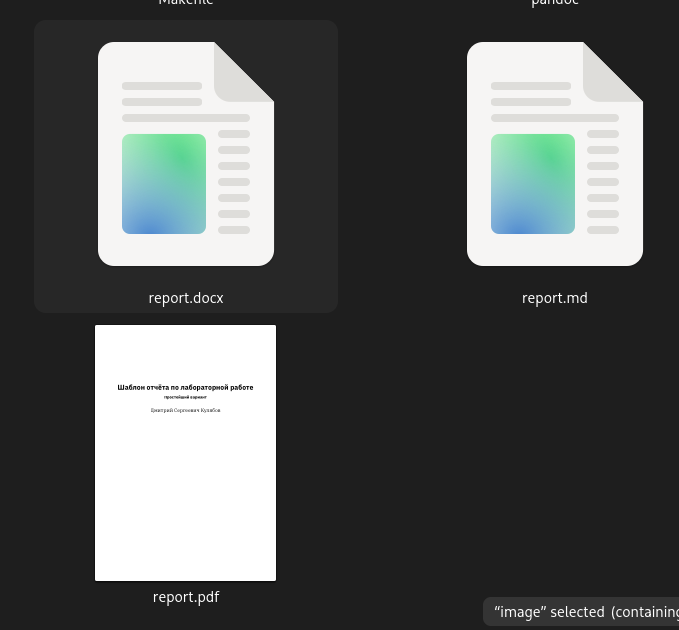 Makefile
pandoc
report.docx
report.md
Шаблон отчёта по лабораторной работе
Простейший вариант
Дмитрий Сергеевич Кулябов
report.pdf
“image” selected (containing